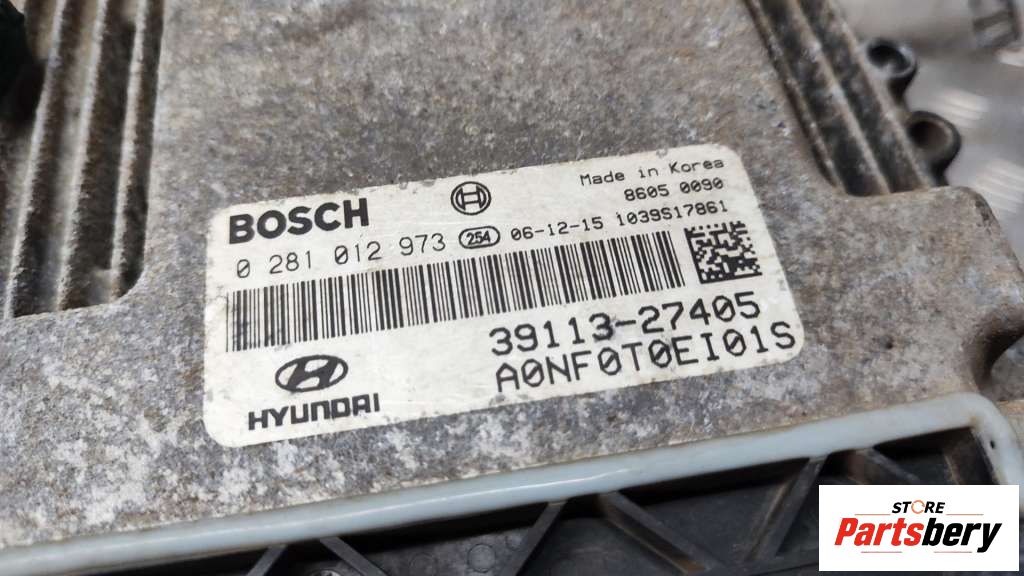 Made in Korea
8605 0090
BOSCH
0 281 012 973 254 06-12-15 1039S17861
39113-27405
A0NF0T0EI01S
HYUNDAI
STORE
Partsbery